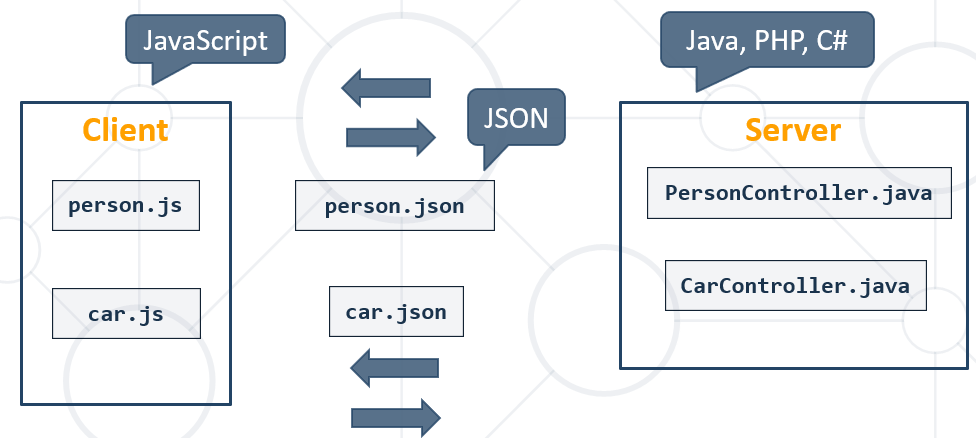 JavaScript
Java, PHP, C#
JSON
Client
Server
person.js
person.json
PersonController.java
car.js
car.json
CarController.java